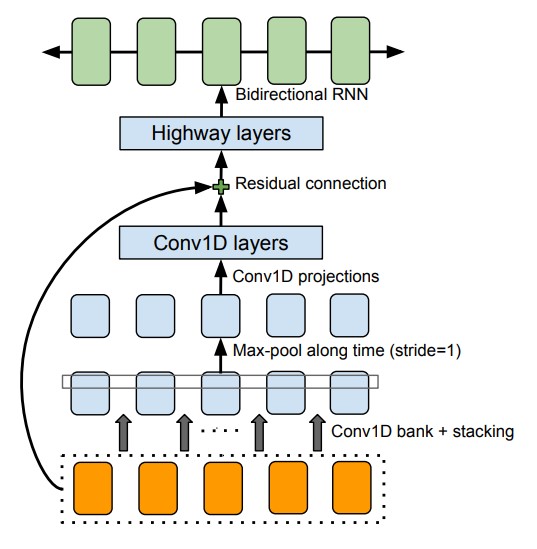 Bidirectional RNN
Highway layers
Residual connection
Conv1D layers
Conv1D projections
Max-pool along time (stride=1)
Conv1D bank + stacking